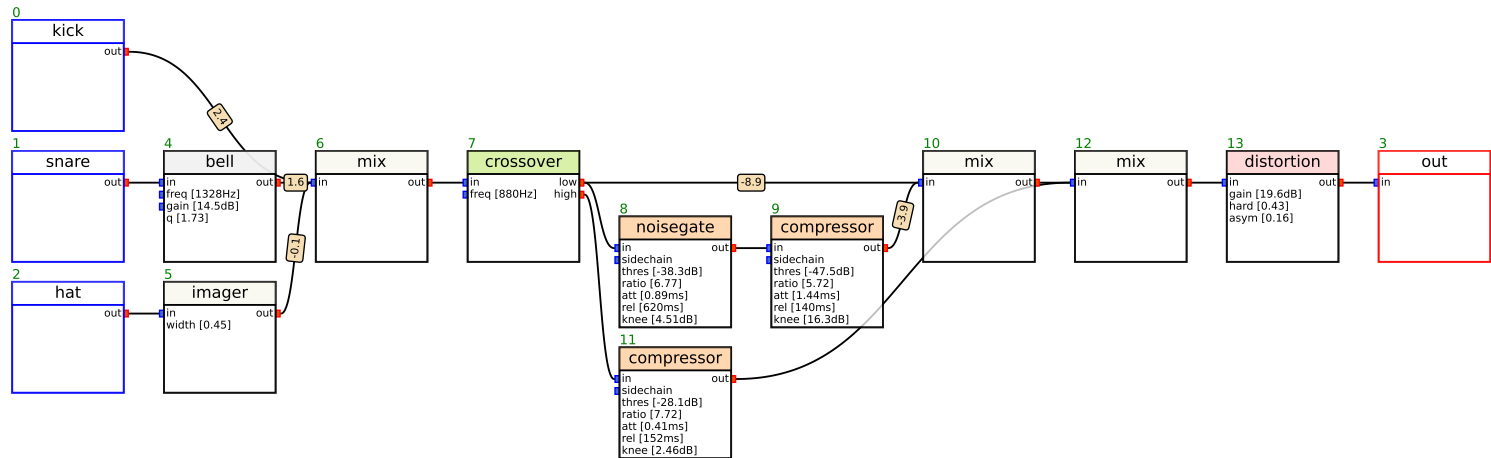 0
kick
out
2.4
1
snare
out
4
bell
in
out
freq [1328Hz]
gain [14.5dB]
q [1.73]
1.6
6
mix
in
out
7
crossover
in
low
freq [880Hz]
high
-8.9
10
mix
in
out
12
mix
in
out
13
distortion
in
out
gain [19.6dB]
hard [0.43]
asym [0.16]
3
out
in
8
noisegate
in
out
sidechain
thres [-38.3dB]
ratio [6.77]
att [0.89ms]
rel [620ms]
knee [4.51dB]
9
compressor
in
out
sidechain
thres [-47.5dB]
ratio [5.72]
att [1.44ms]
rel [140ms]
knee [16.3dB]
-3.9
2
hat
out
5
imager
in
out
width [0.45]
-0.1
11
compressor
in
out
sidechain
thres [-28.1dB]
ratio [7.72]
att [0.41ms]
rel [152ms]
knee [2.46dB]